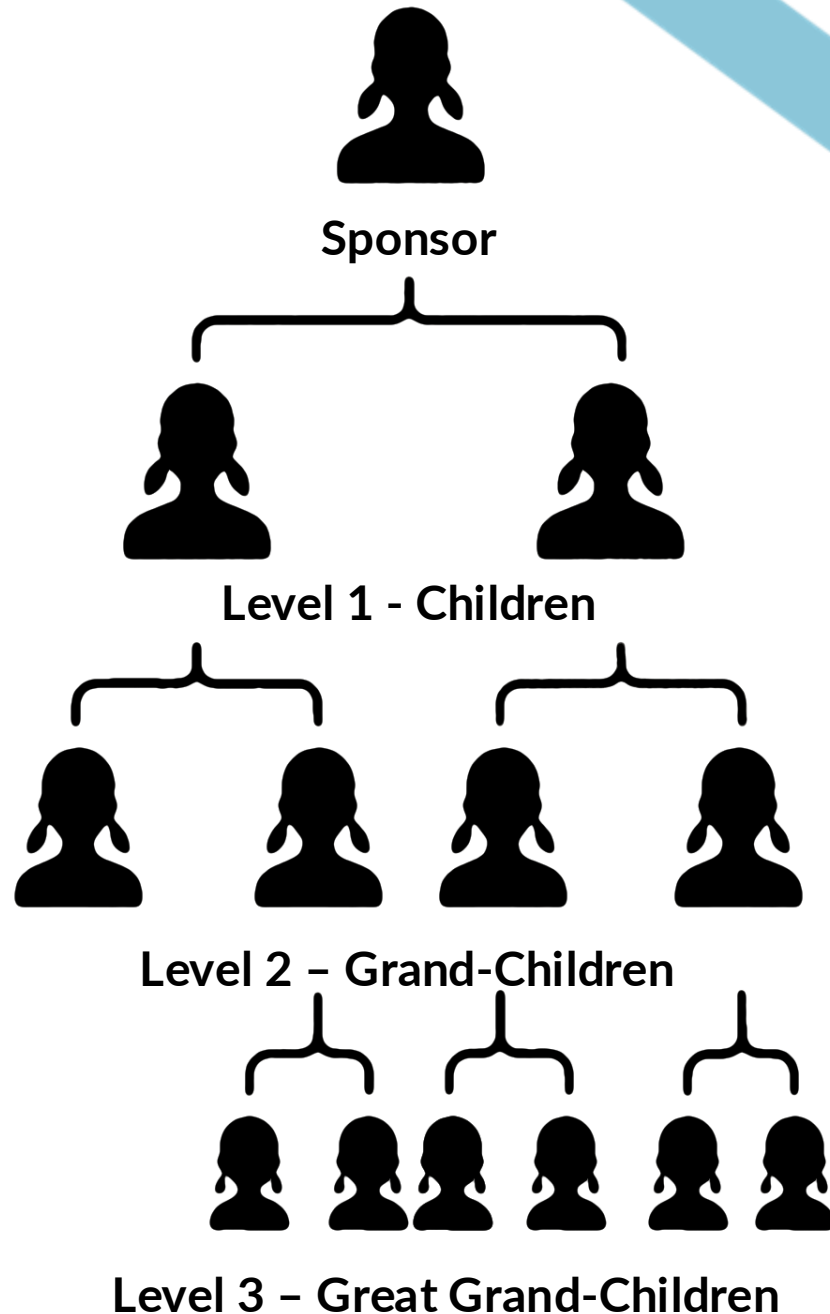 Sponsor
Level 1 - Children
Level 2 – Grand-Children
Level 3 – Great Grand-Children